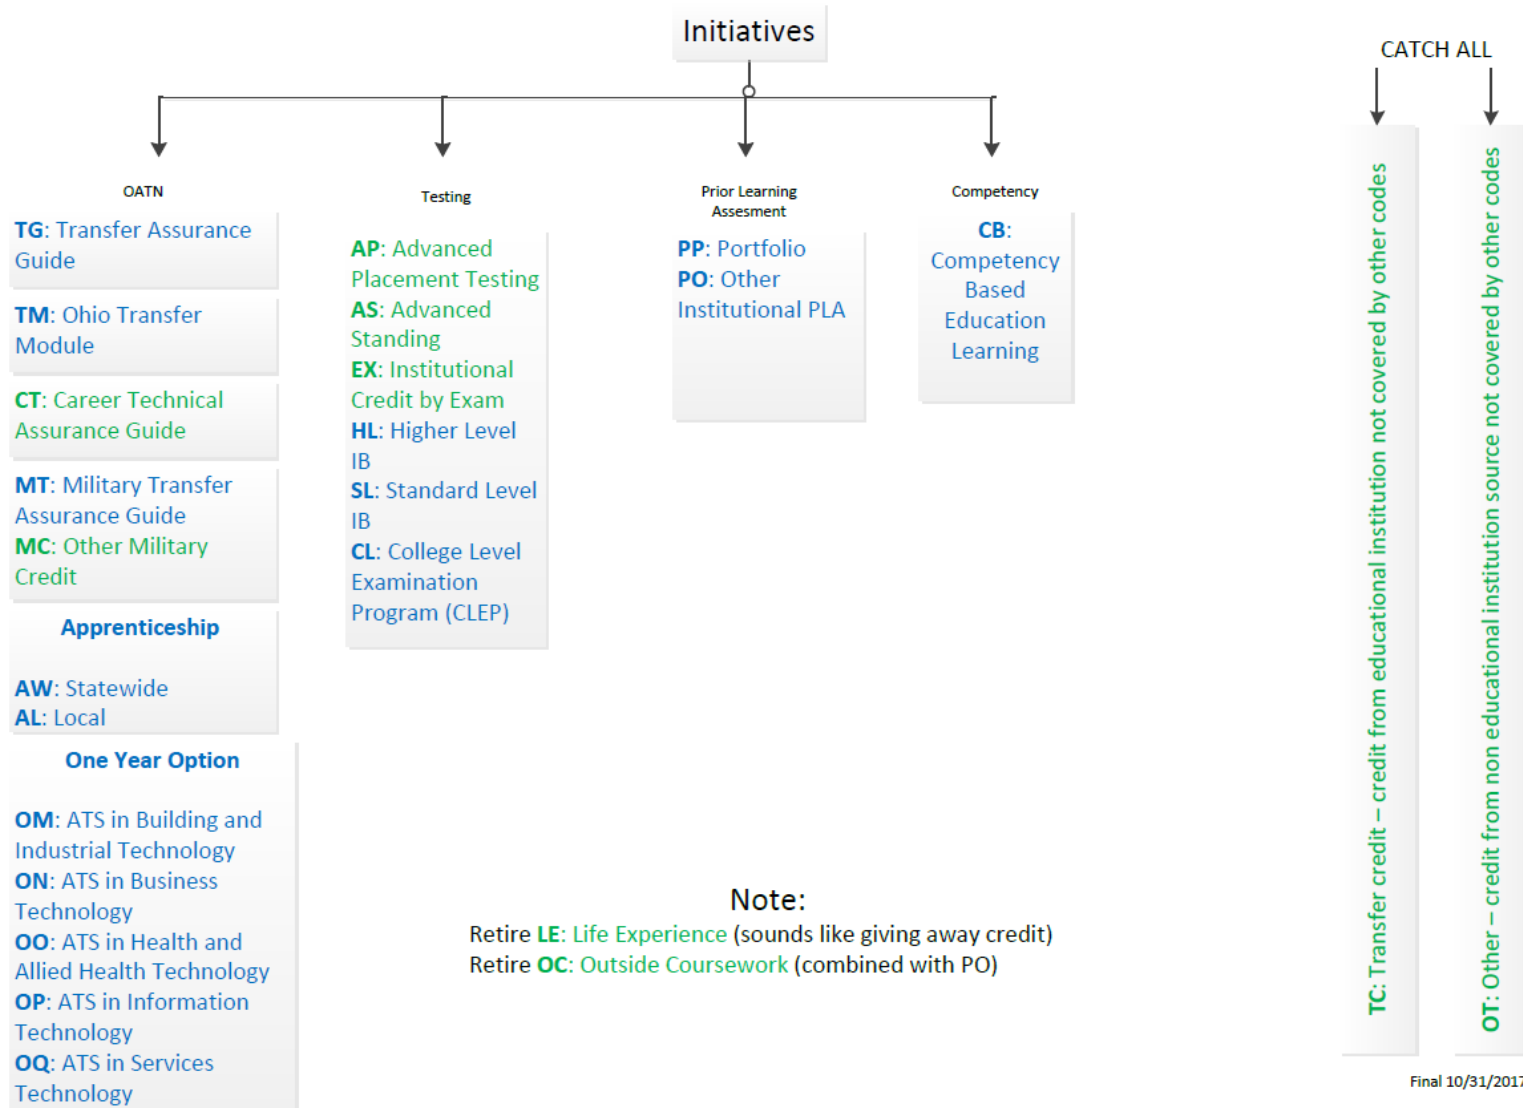 Initiatives
CATCH ALL
OATN
TG: Transfer Assurance
Guide
TM: Ohio Transfer
Module
CT: Career Technical
Assurance Guide
MT: Military Transfer
Assurance Guide
MC: Other Military
Credit
Apprenticeship
AW: Statewide
AL: Local
One Year Option
OM: ATS in Building and
Industrial Technology
ON: ATS in Business
Technology
OO: ATS in Health and
Allied Health Technology
OP: ATS in Information
Technology
OQ: ATS in Services
Technology
Testing
AP: Advanced
Placement Testing
AS: Advanced
Standing
EX: Institutional
Credit by Exam
HL: Higher Level
IB
SL: Standard Level
IB
CL: College Level
Examination
Program (CLEP)
Prior Learning
Assesment
PP: Portfolio
PO: Other
Institutional PLA
Competency
CB:
Competency
Based
Education
Learning
Note:
Retire LE: Life Experience (sounds like giving away credit)
Retire OC: Outside Coursework (combined with PO)
TC: Transfer credit – credit from educational institution not covered by other codes
OT: Other – credit from non educational institution source not covered by other codes
Final 10/31/2017